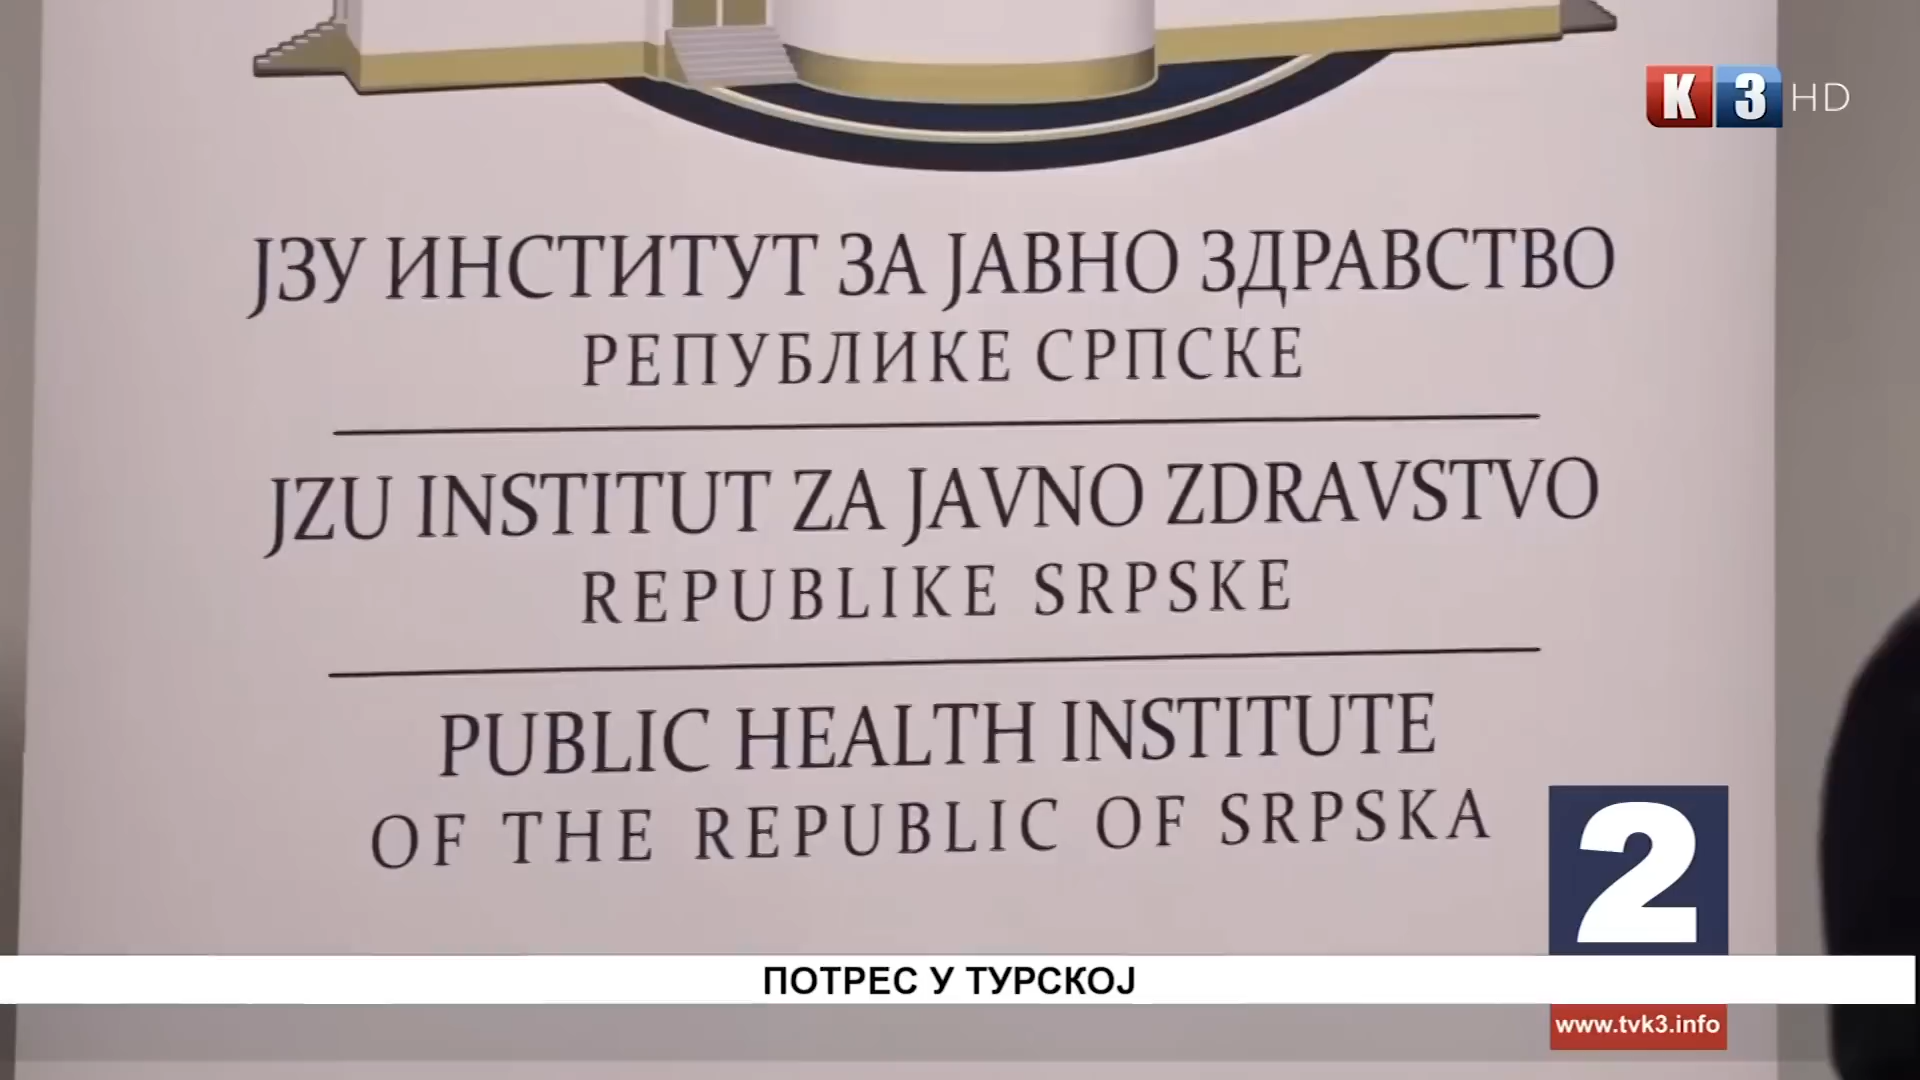 К3 HD
ЈЗУ ИНСТИТУТ ЗА ЈАВНО ЗДРАВСТВО
РЕПУБЛИКЕ СРПСКЕ
JZU INSTITUT ZA JAVNO ZDRAVSTVO
REPUBLIKE SRPSKE
PUBLIC HEALTH INSTITUTE
OF THE REPUBLIC OF SRPSKA
2
ПОТРЕС У ТУРСКОЈ
www.tvk3.info